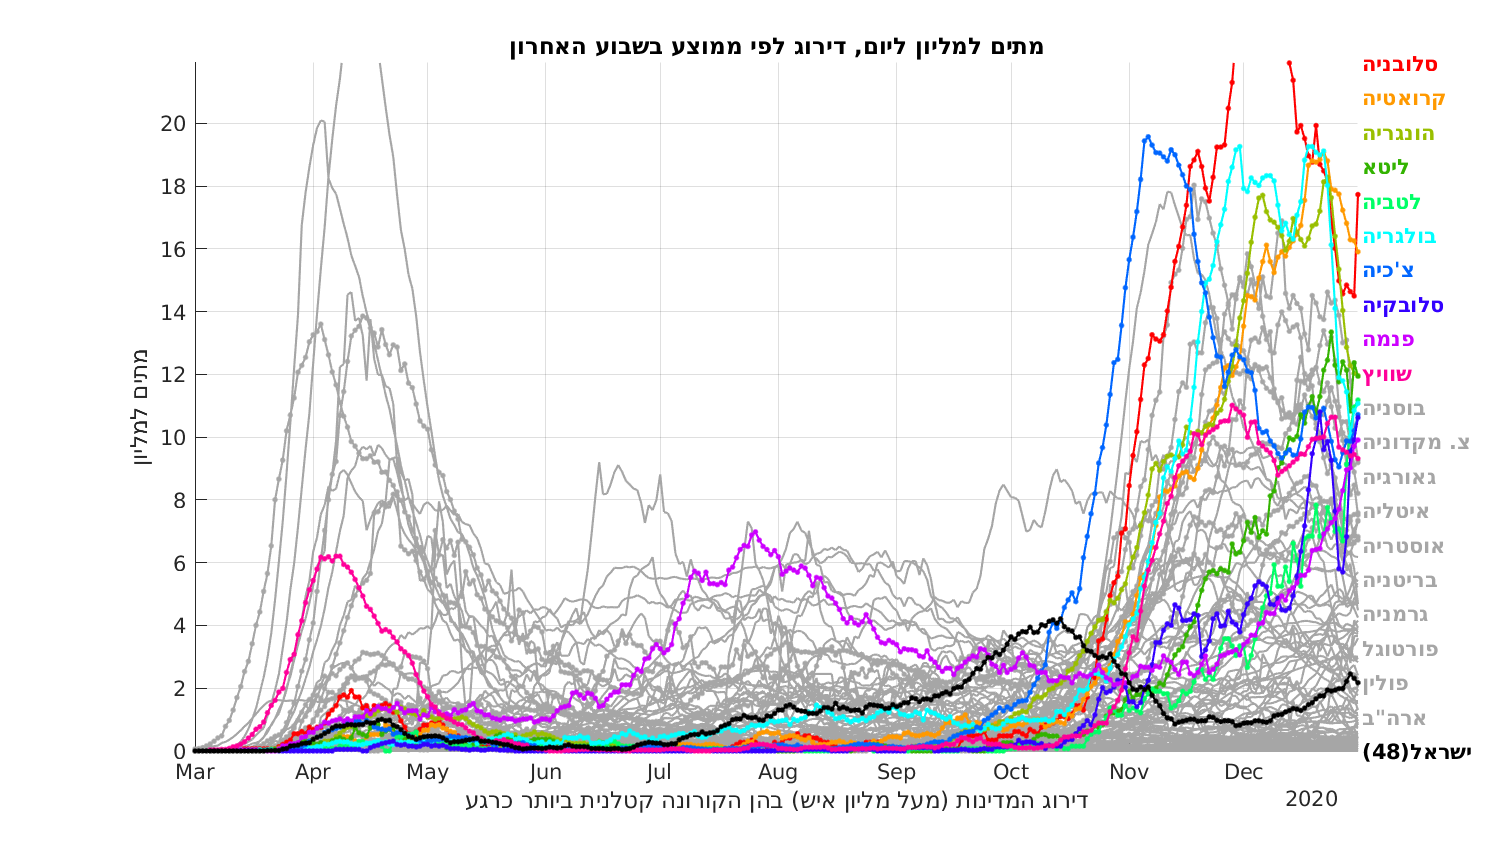 מתים למליון ליום, דירוג לפי ממוצע בשבוע האחרון
מתים למליון
20
18
16
14
12
10
8
6
4
2
0
Mar Apr May Jun Jul Aug Sep Oct Nov Dec
2020
דירוג המדינות (מעל מליון איש) בהן הקורונה קטלנית ביותר כרגע
סלובניה
קרואטיה
הונגריה
ליטא
לטביה
בולגריה
צ'כיה
סלובקיה
פנמה
שוויץ
בוסניה
צ. מקדוניה
גאורגיה
איטליה
אוסטריה
בריטניה
גרמניה
פורטוגל
פולין
ארה"ב
ישראל(48)